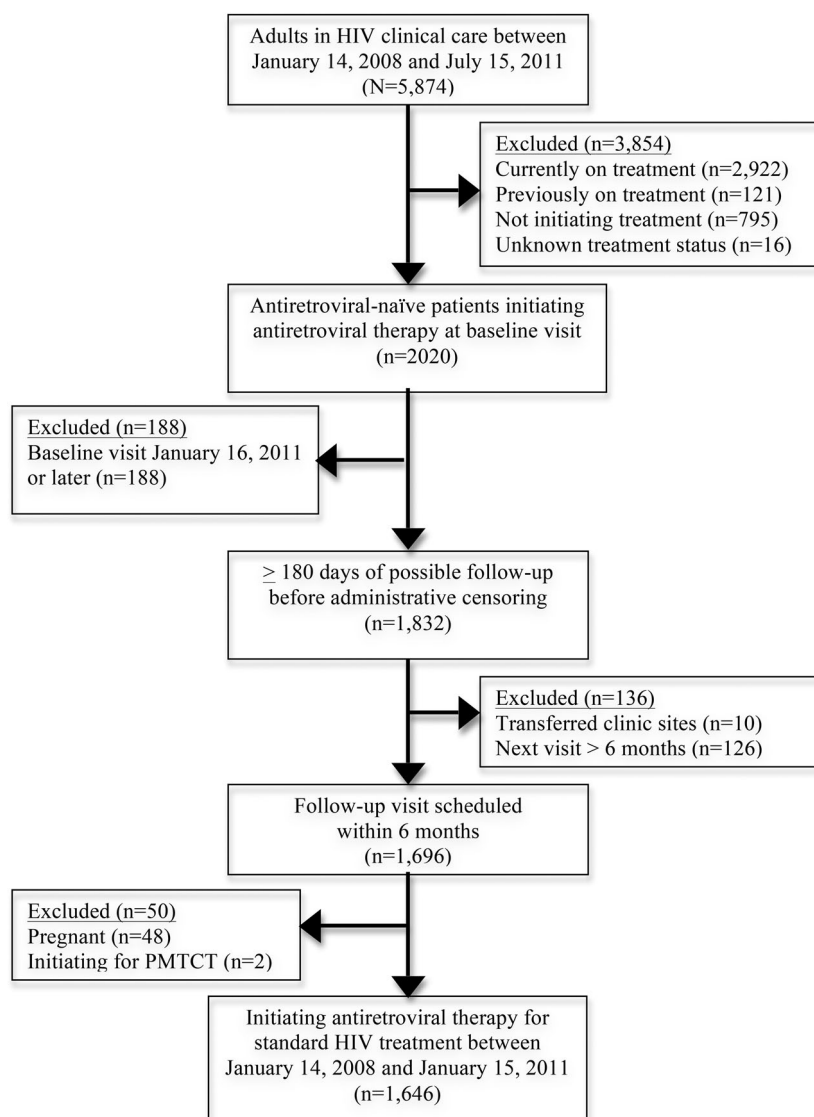 Adults in HIV clinical care between
January 14, 2008 and July 15, 2011
(N=5,874)
Excluded (n=3,854)
Currently on treatment (n=2,922)
Previously on treatment (n=121)
Not initiating treatment (n=795)
Unknown treatment status (n=16)
Antiretroviral-naïve patients initiating
antiretroviral therapy at baseline visit
(n=2020)
Excluded (n=188)
Baseline visit January 16, 2011
or later (n=188)
≥ 180 days of possible follow-up
before administrative censoring
(n=1,832)
Excluded (n=136)
Transferred clinic sites (n=10)
Next visit > 6 months (n=126)
Follow-up visit scheduled
within 6 months
(n=1,696)
Excluded (n=50)
Pregnant (n=48)
Initiating for PMTCT (n=2)
Initiating antiretroviral therapy for
standard HIV treatment between
January 14, 2008 and January 15, 2011
(n=1,646)